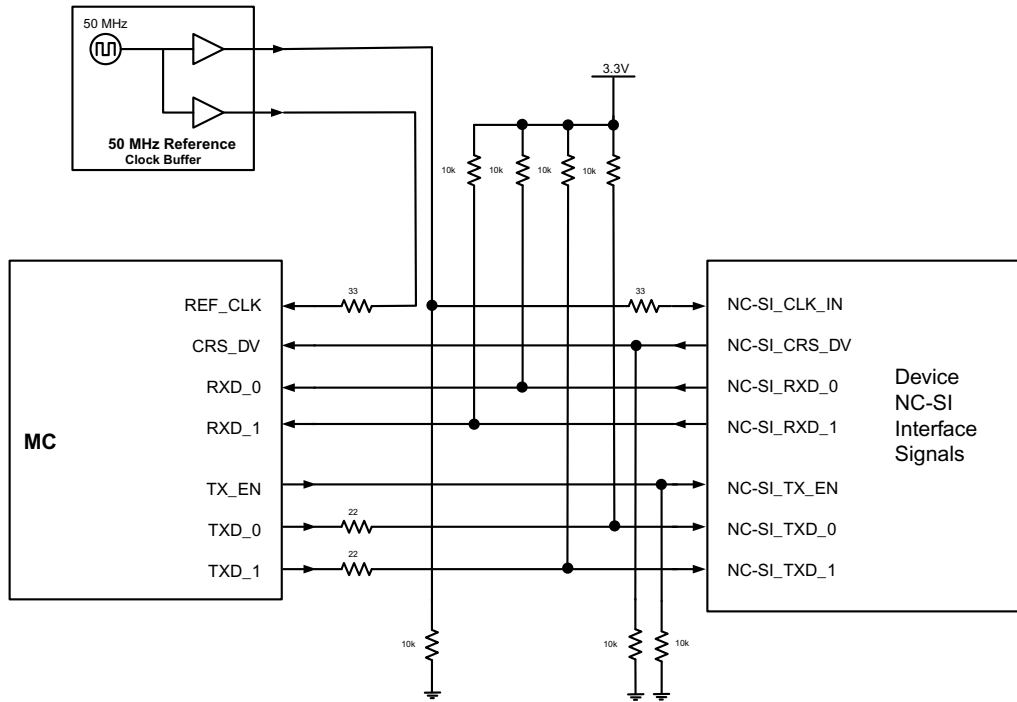 50 MHz
50 MHz Reference
Clock Buffer
3.3V
10k
10k
10k
10k
REF_CLK
33
33
NC-SI_CLK_IN
CRS_DV
NC-SI_CRS_DV
RXD_0
NC-SI_RXD_0
RXD_1
NC-SI_RXD_1
MC
Device
NC-SI
Interface
Signals
TX_EN
NC-SI_TX_EN
TXD_0
22
NC-SI_TXD_0
TXD_1
22
NC-SI_TXD_1
10k
10k
10k